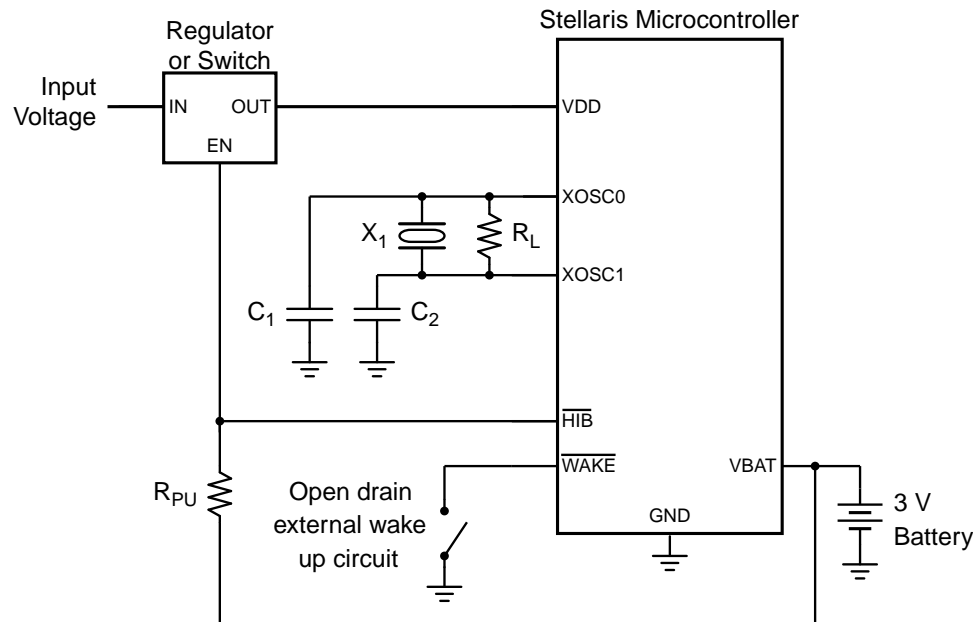 Stellaris Microcontroller
Regulator
or Switch
Input
Voltage
IN
OUT
EN
VDD
XOSC0
X1
RL
XOSC1
C1
C2
HIB
WAKE
VBAT
RPU
Open drain
external wake
up circuit
GND
3 V
Battery